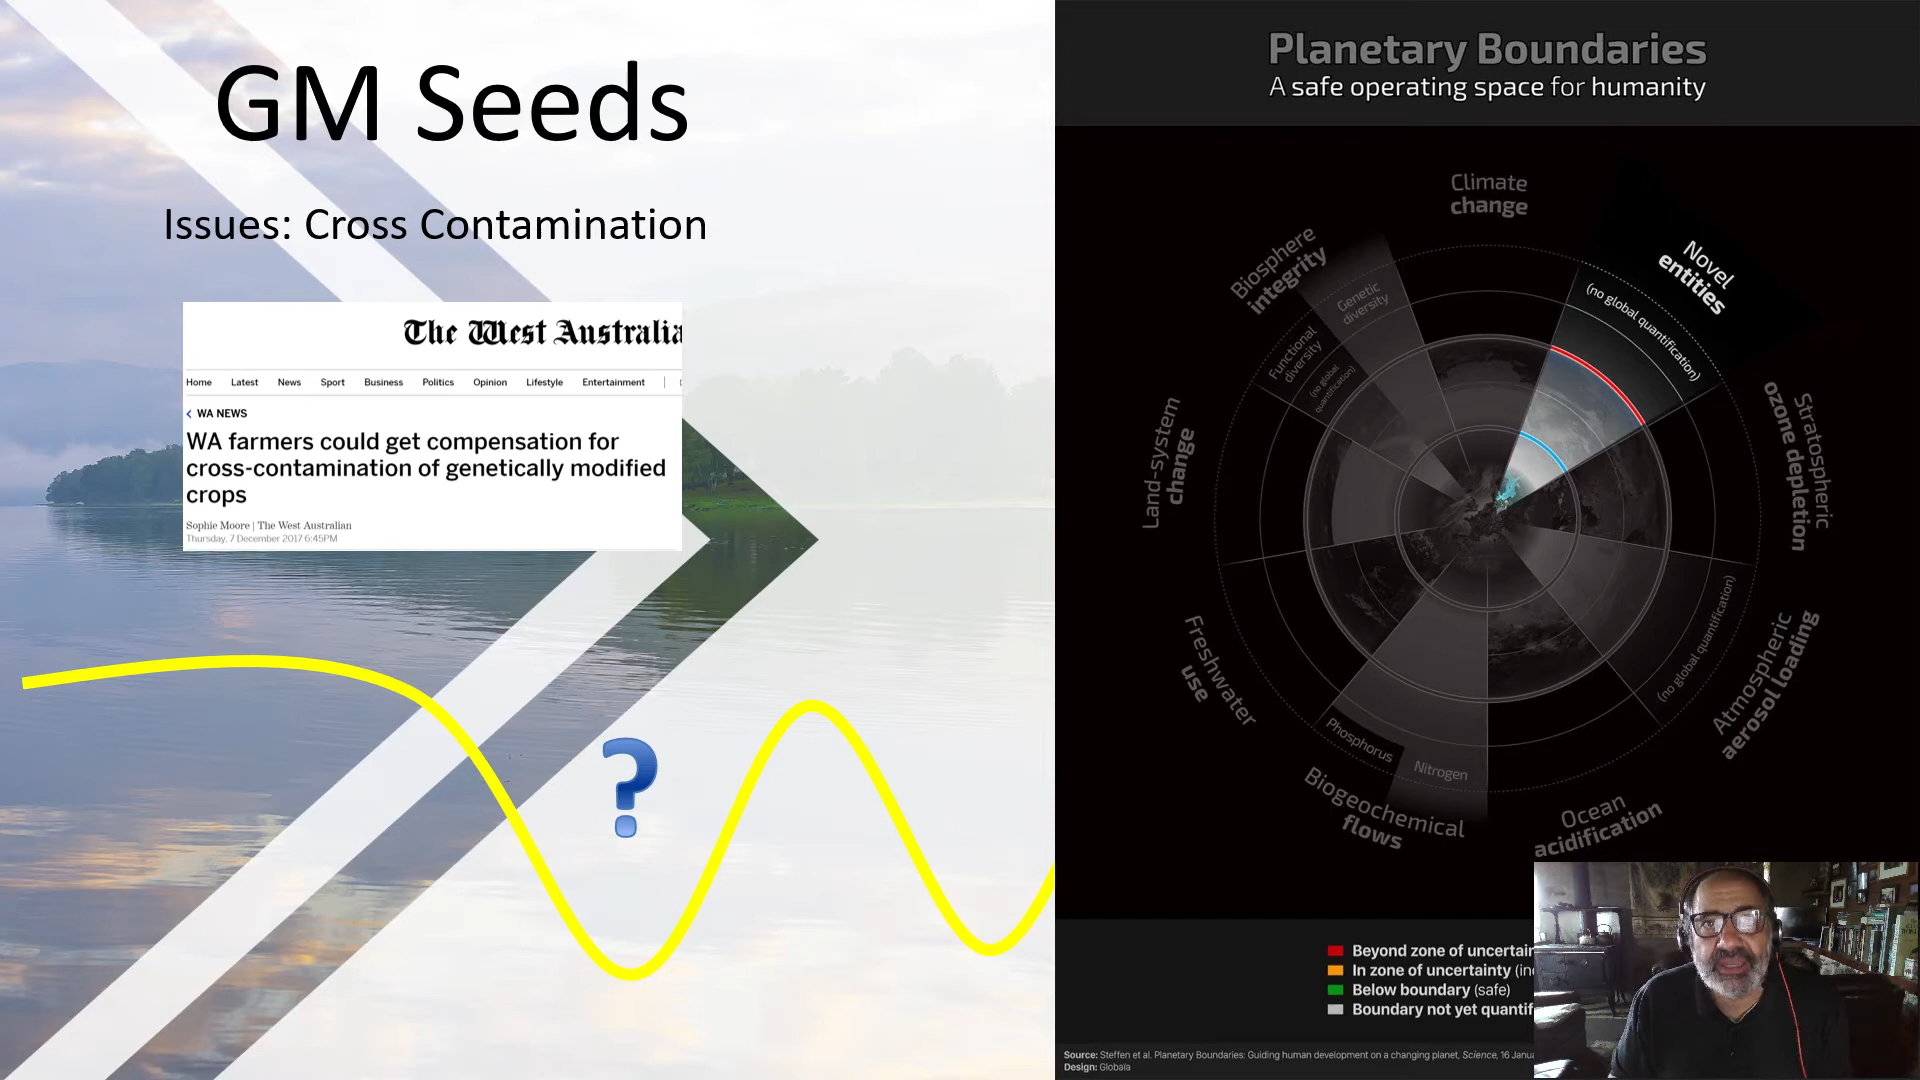 GM Seeds
Issues: Cross Contamination
The West Australia
Home Latest News Sport Business Politics Opinion Lifestyle Entertainment
WA NEWS
WA farmers could get compensation for
cross-contamination of genetically modified
crops
Sophie Moore | The West Australian
Thursday, 7 December 2017 6:45PM
?
Planetary Boundaries
A safe operating space for humanity
Climate
change
Novel
entities
(no global quantification)
Stratospheric
ozone depletion
Atmospheric
aerosol loading
(no global quantification)
Ocean
acidification
Biogeochemical
flows
Phosphorus
Nitrogen
Freshwater
use
Land-system
change
Biosphere
integrity
Genetic
diversity
Functional
diversity
(no global
quantification)
Beyond zone of uncertain
In zone of uncertainty (in
Below boundary (safe)
Boundary not yet quantif
Source: Steffen et al. Planetary Boundaries: Guiding human development on a changing planet, Science, 16 Janua
Design: Globaïa